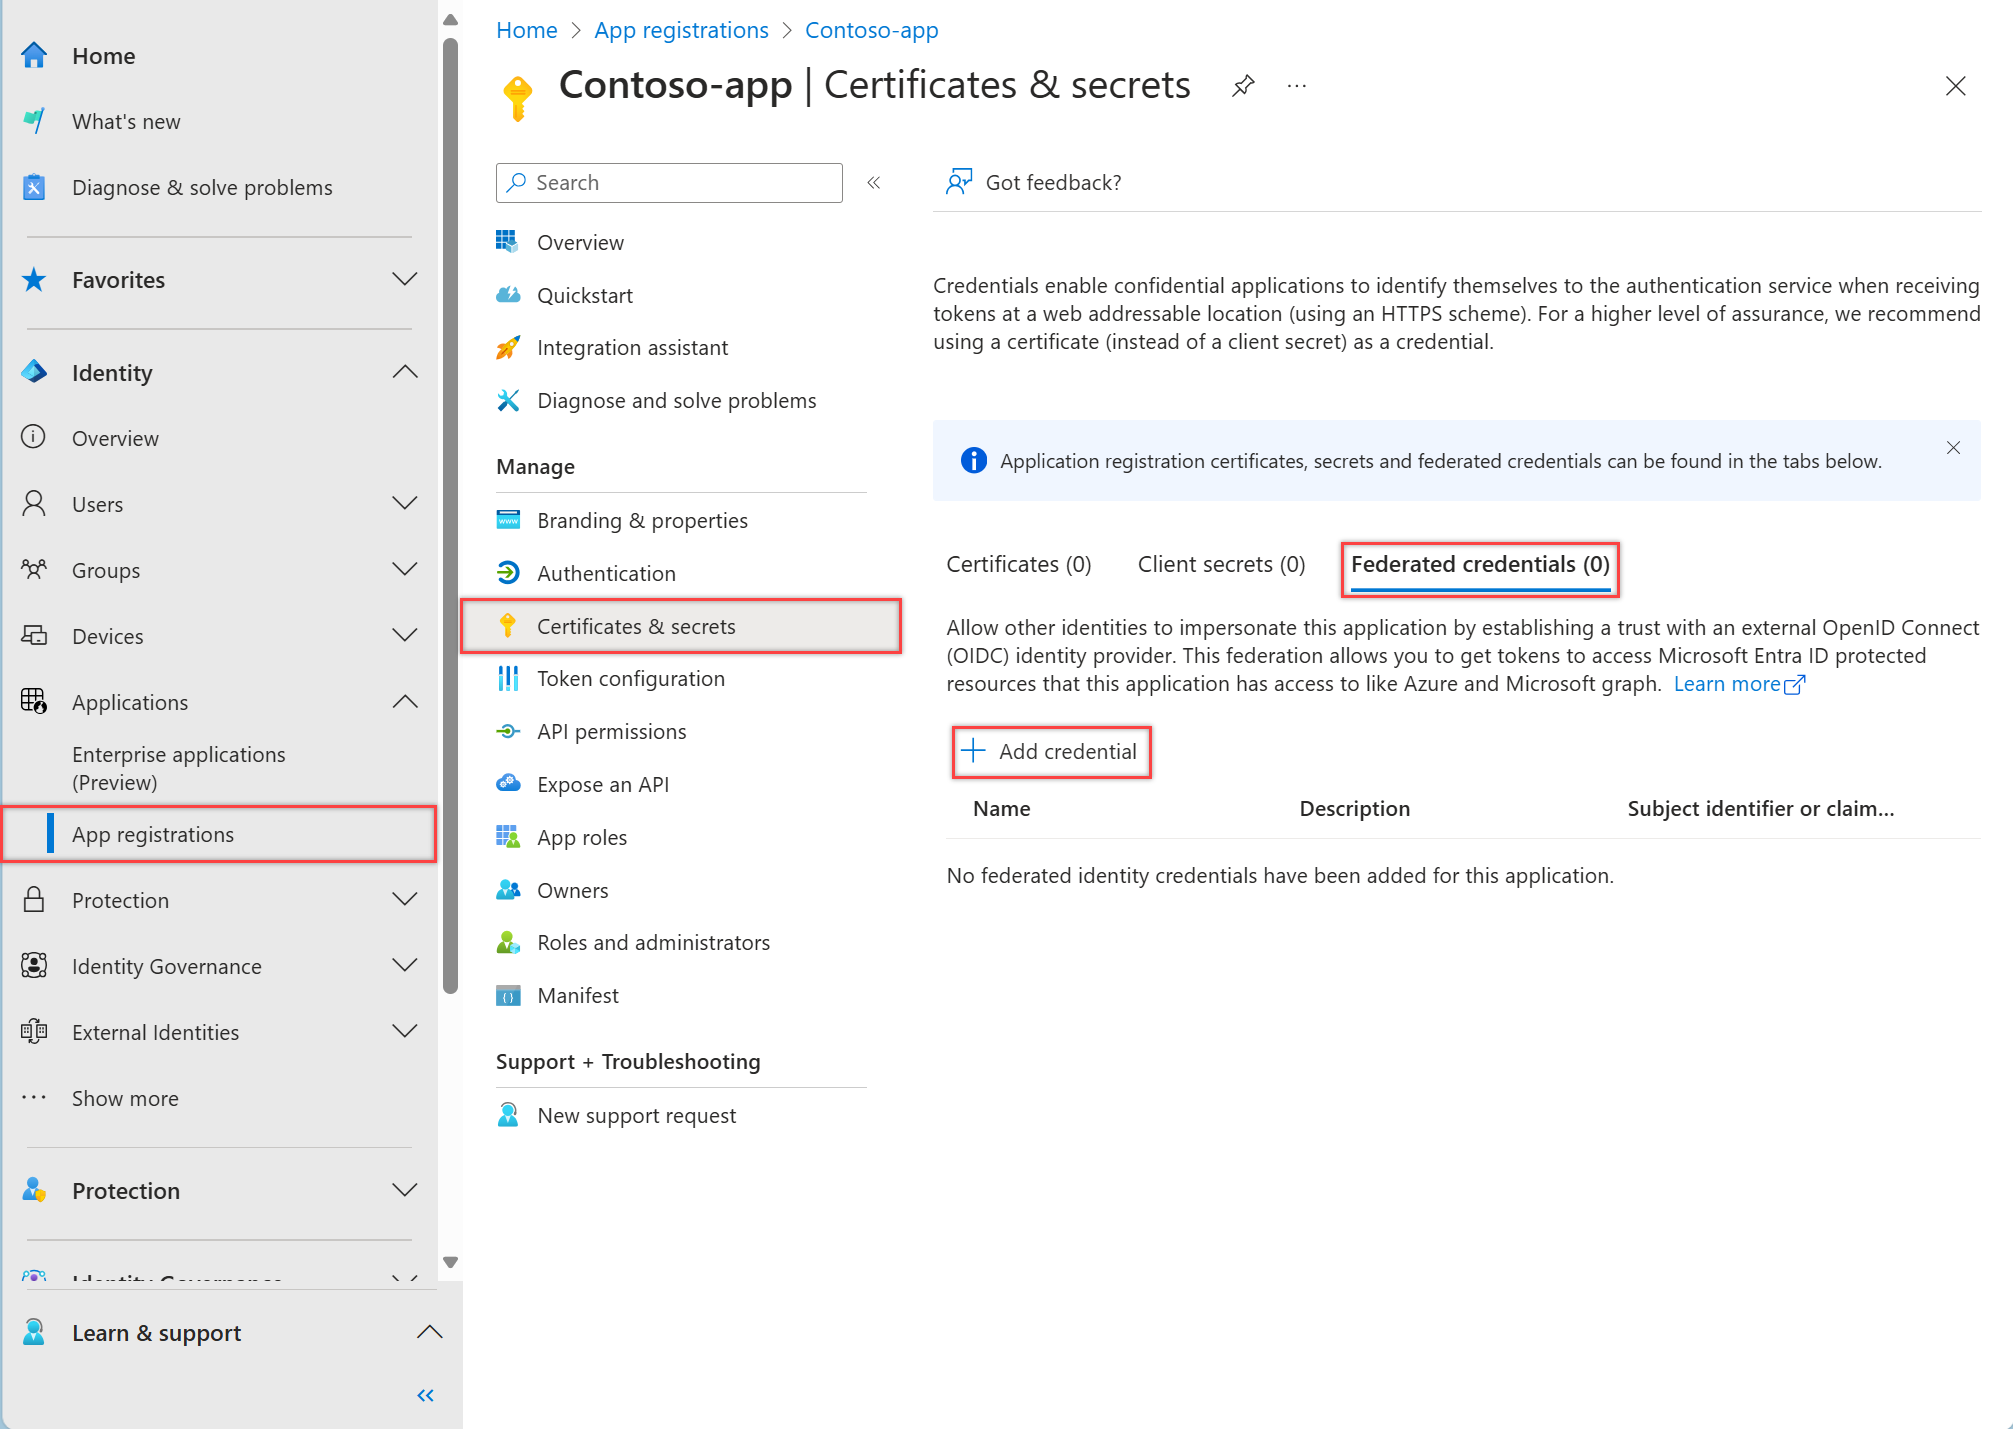 Home
What's new
Diagnose & solve problems
Favorites
Identity
Overview
Users
Groups
Devices
Applications
Enterprise applications
(Preview)
App registrations
Protection
Identity Governance
External Identities
Show more
Protection
Identity Governance
Learn & support
Home > App registrations > Contoso-app
Contoso-app | Certificates & secrets
Search
Overview
Quickstart
Integration assistant
Diagnose and solve problems
Manage
Branding & properties
Authentication
Certificates & secrets
Token configuration
API permissions
Expose an API
App roles
Owners
Roles and administrators
Manifest
Support + Troubleshooting
New support request
Got feedback?
Credentials enable confidential applications to identify themselves to the authentication service when receiving
tokens at a web addressable location (using an HTTPS scheme). For a higher level of assurance, we recommend
using a certificate (instead of a client secret) as a credential.
Application registration certificates, secrets and federated credentials can be found in the tabs below.
Certificates (0) Client secrets (0) Federated credentials (0)
Allow other identities to impersonate this application by establishing a trust with an external OpenID Connect
(OIDC) identity provider. This federation allows you to get tokens to access Microsoft Entra ID protected
resources that this application has access to like Azure and Microsoft graph. Learn more
Add credential
Name Description Subject identifier or claim...
No federated identity credentials have been added for this application.